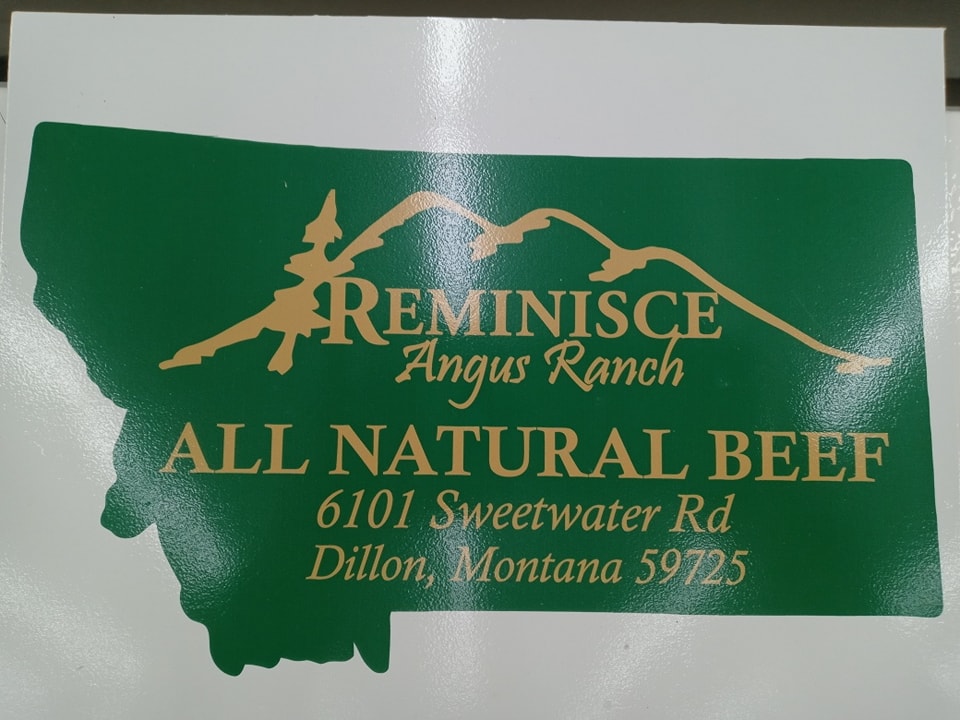 REMINISCE
Angus Ranch
ALL NATURAL BEEF
6101 Sweetwater Rd
Dillon, Montana 59725